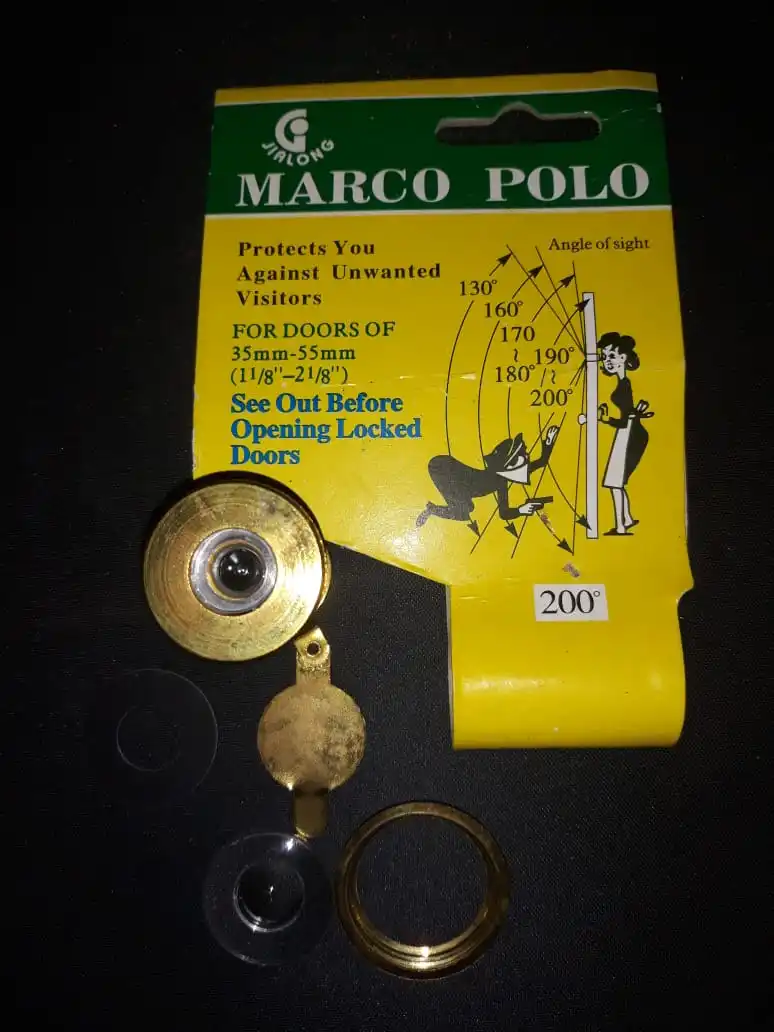 JIALONG
MARCO POLO
Protects You
Against Unwanted
Visitors
FOR DOORS OF
35mm-55mm
(11/8"–21/8")
See Out Before
Opening Locked
Doors
Angle of sight
130°
160°
170
~
180°
190°
~
200°
200°